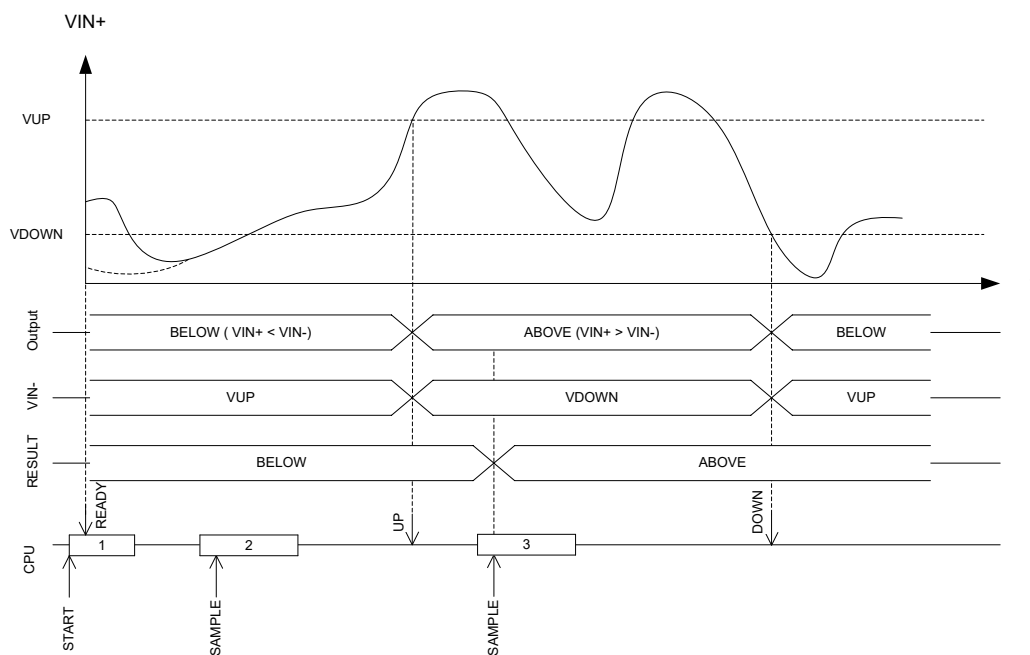 VIN+
VUP
VDOWN
Output
BELOW ( VIN+ < VIN-)
ABOVE (VIN+ > VIN-)
BELOW
VIN-
VUP
VDOWN
VUP
RESULT
BELOW
ABOVE
READY
UP
DOWN
CPU
1
2
3
START
SAMPLE
SAMPLE